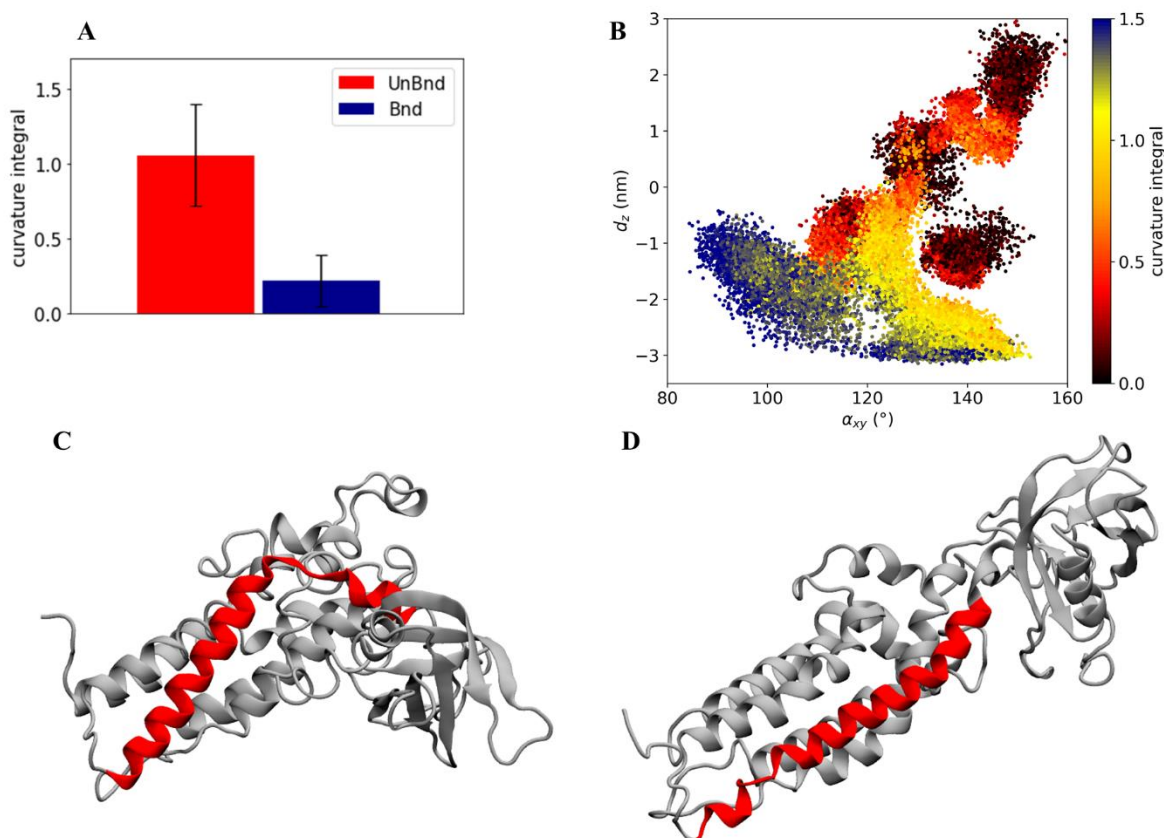 A
UnBnd
Bnd
curvature integral
1.5
1.0
0.5
0.0
B
3
2
1
0
−1
−2
−3
d_z (nm)
80
100
120
140
160
α_xy (°)
1.5
1.0
0.5
0.0
curvature integral
C
D